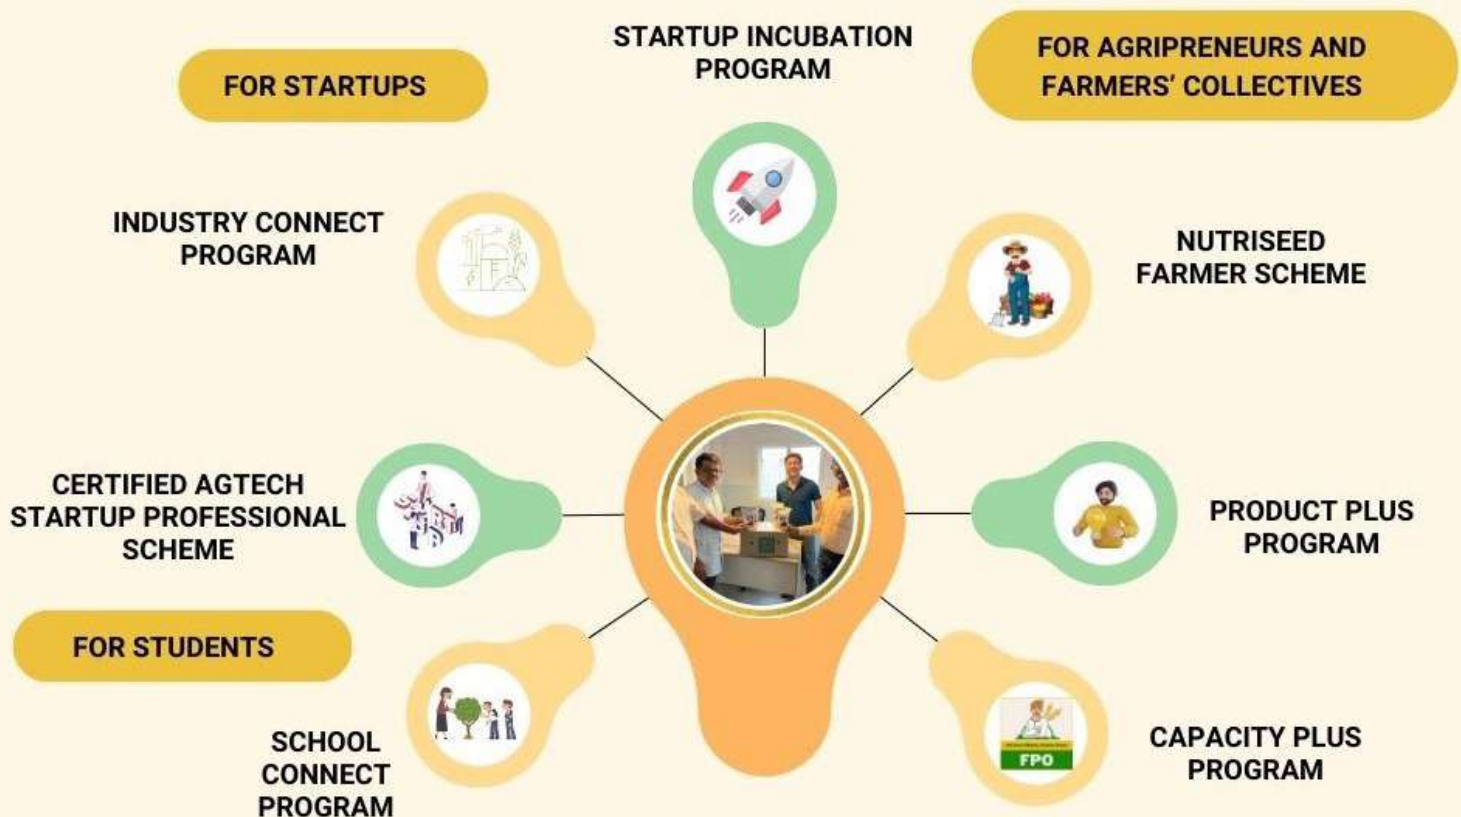 STARTUP INCUBATION
PROGRAM
FOR AGRIPRENEURS AND
FARMERS' COLLECTIVES
FOR STARTUPS
INDUSTRY CONNECT
PROGRAM
NUTRISEED
FARMER SCHEME
CERTIFIED AGTECH
STARTUP PROFESSIONAL
SCHEME
PRODUCT PLUS
PROGRAM
FOR STUDENTS
SCHOOL
CONNECT
PROGRAM
CAPACITY PLUS
PROGRAM
FPO